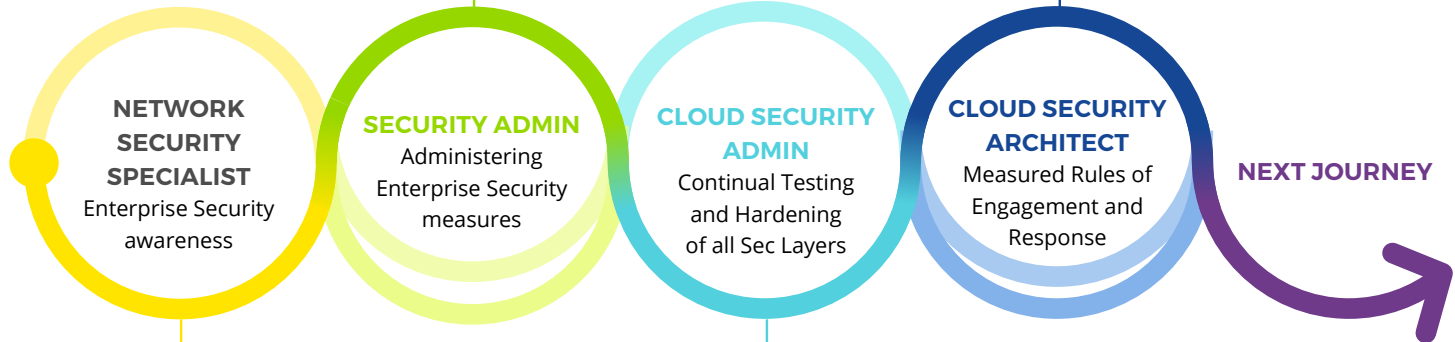 NETWORK
SECURITY
SPECIALIST
Enterprise Security
awareness
SECURITY ADMIN
Administering
Enterprise Security
measures
CLOUD SECURITY
ADMIN
Continual Testing
and Hardening
of all Sec Layers
CLOUD SECURITY
ARCHITECT
Measured Rules of
Engagement and
Response
NEXT JOURNEY